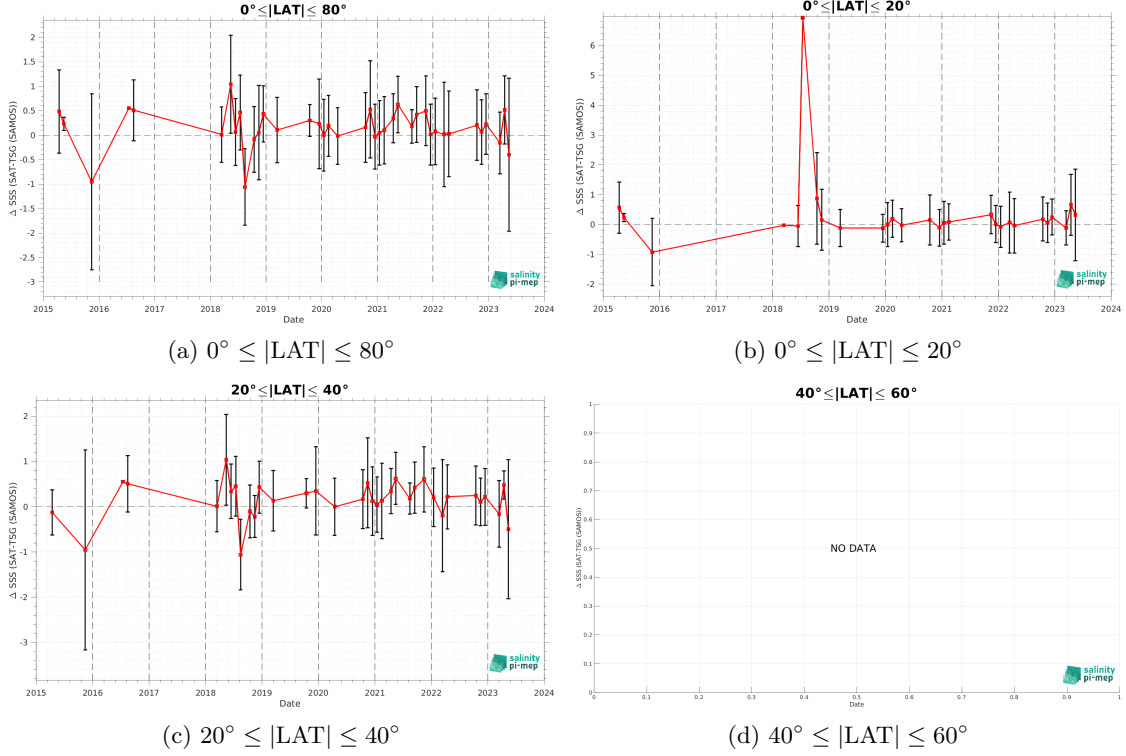 0°≤|LAT|≤ 80°
Δ SSS (SAT-TSG (SAMOS))
2
1.5
1
0.5
0
-0.5
-1
-1.5
-2
-2.5
-3
2015 2016 2017 2018 2019 2020 2021 2022 2023 2024
Date
salinity
pi-mep
(a) 0° ≤ |LAT| ≤ 80°
0°≤|LAT|≤ 20°
Δ SSS (SAT-TSG (SAMOS))
6
5
4
3
2
1
0
-1
-2
2015 2016 2017 2018 2019 2020 2021 2022 2023 2024
Date
salinity
pi-mep
(b) 0° ≤ |LAT| ≤ 20°
20°≤|LAT|≤ 40°
Δ SSS (SAT-TSG (SAMOS))
2
1
0
-1
-2
-3
2015 2016 2017 2018 2019 2020 2021 2022 2023 2024
Date
salinity
pi-mep
(c) 20° ≤ |LAT| ≤ 40°
40°≤|LAT|≤ 60°
Δ SSS (SAT-TSG (SAMOS))
1
0.9
0.8
0.7
0.6
0.5
0.4
0.3
0.2
0.1
0
NO DATA
0 0.1 0.2 0.3 0.4 0.5 0.6 0.7 0.8 0.9 1
Date
salinity
pi-mep
(d) 40° ≤ |LAT| ≤ 60°